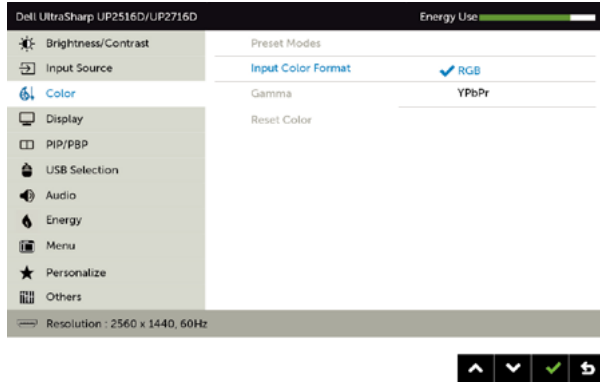 Dell UltraSharp UP2516D/UP2716D Energy Use
Brightness/Contrast Preset Modes
Input Source Input Color Format RGB
Color Gamma YPbPr
Display Reset Color
PIP/PBP
USB Selection
Audio
Energy
Menu
Personalize
Others
Resolution : 2560 x 1440, 60Hz